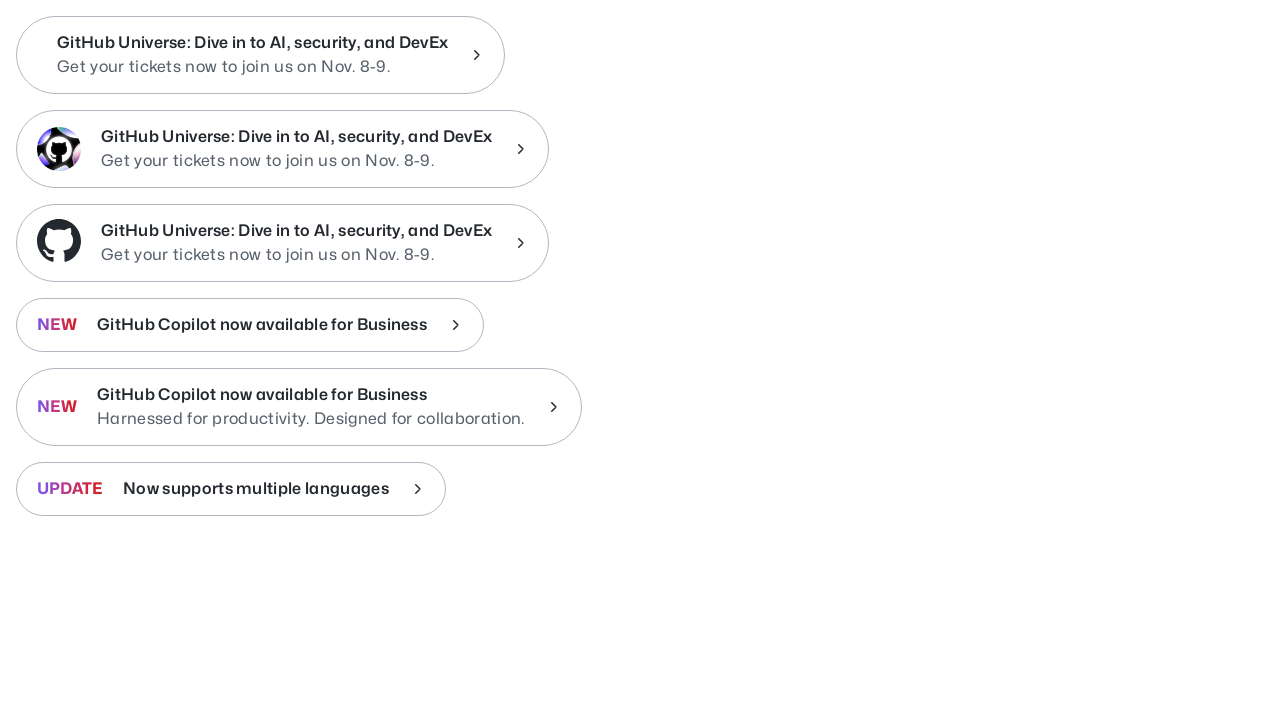 GitHub Universe: Dive in to AI, security, and DevEx
Get your tickets now to join us on Nov. 8-9.
GitHub Universe: Dive in to AI, security, and DevEx
Get your tickets now to join us on Nov. 8-9.
GitHub Universe: Dive in to AI, security, and DevEx
Get your tickets now to join us on Nov. 8-9.
NEW GitHub Copilot now available for Business
NEW GitHub Copilot now available for Business
Harnessed for productivity. Designed for collaboration.
UPDATE Now supports multiple languages